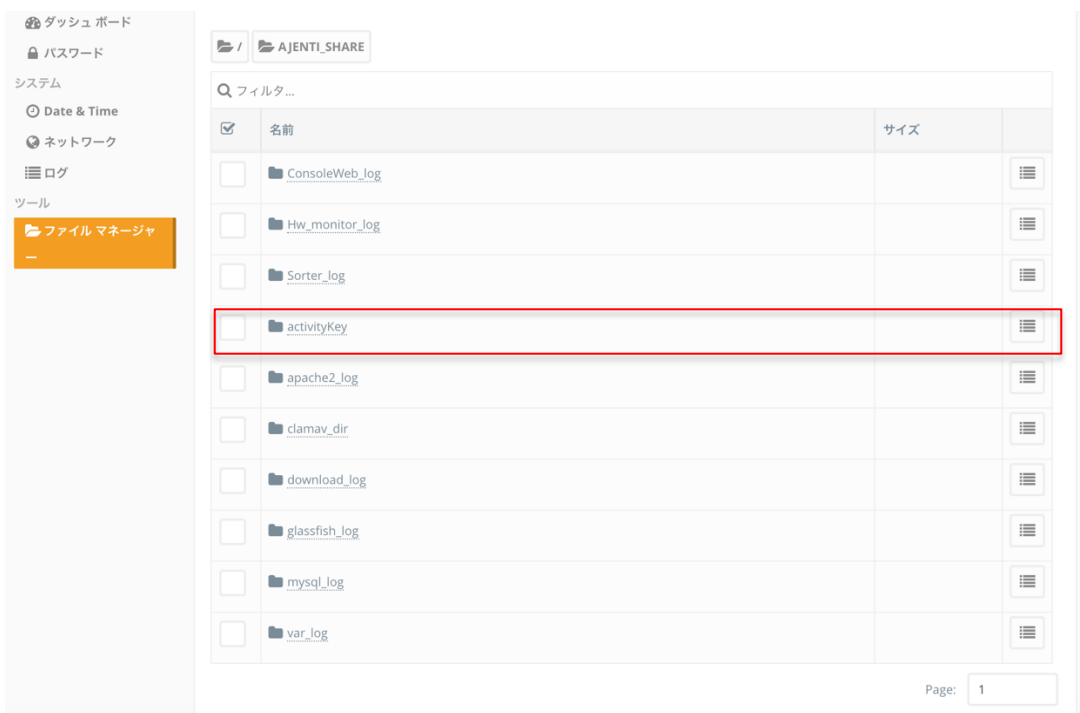 ダッシュ ボード
パスワード
システム
Date & Time
ネットワーク
ログ
ツール
ファイル マネージャ
ー
/ AJENTI_SHARE
フィルタ...
名前 サイズ
ConsoleWeb_log
Hw_monitor_log
Sorter_log
activityKey
apache2_log
clamav_dir
download_log
glassfish_log
mysql_log
var_log
Page: 1